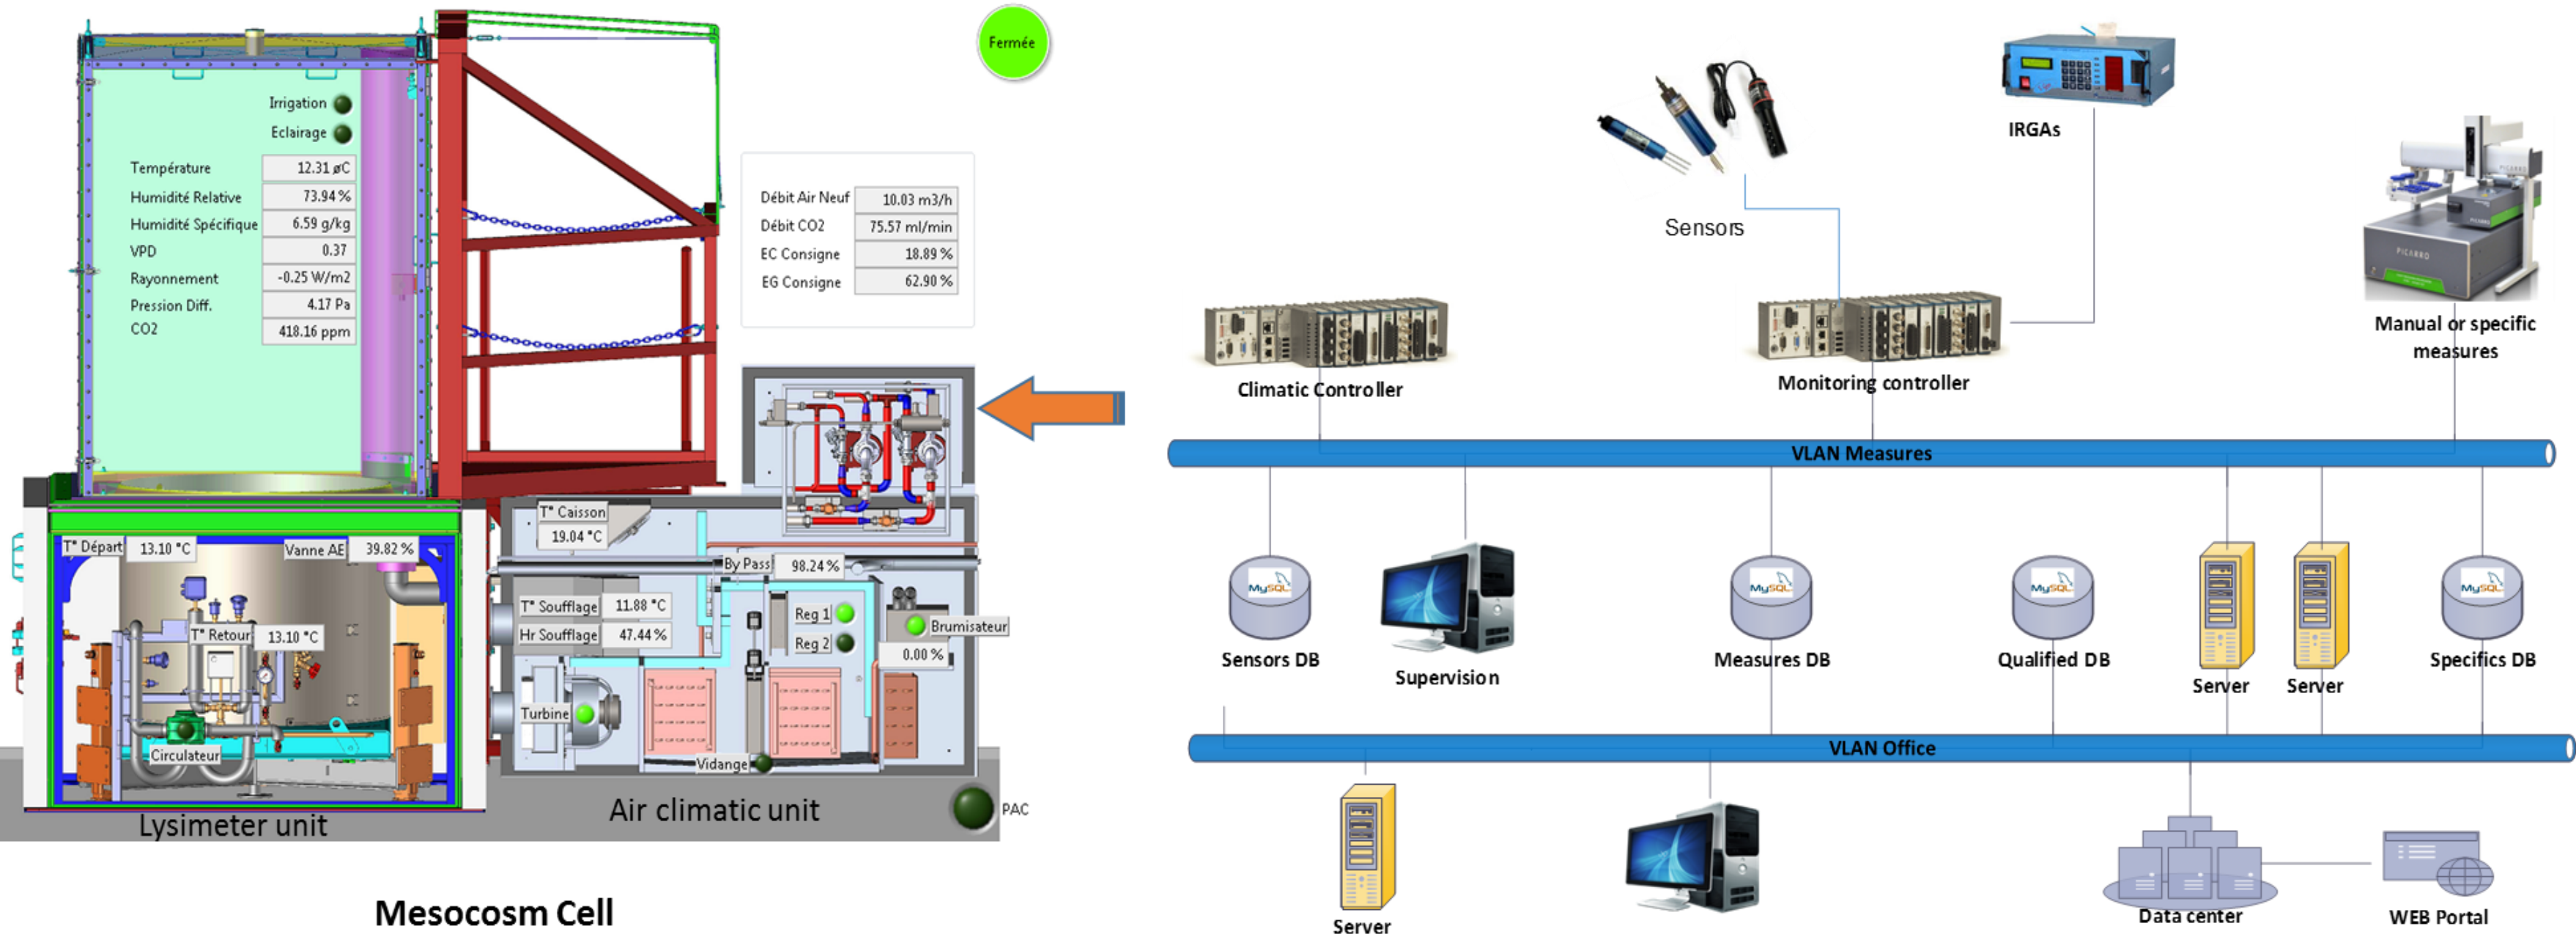 Fermée
Irrigation
Eclairage
Température 12.31 øC
Humidité Relative 73.94 %
Humidité Spécifique 6.59 g/kg
VPD 0.37
Rayonnement -0.25 W/m2
Pression Diff. 4.17 Pa
CO2 418.16 ppm
Débit Air Neuf 10.03 m3/h
Débit CO2 75.57 ml/min
EC Consigne 18.89 %
EG Consigne 62.90 %
T° Caisson
19.04 °C
T° Départ 13.10 °C
Vanne AE 39.82 %
By Pass 98.24 %
T° Soufflage 11.88 °C
Hr Soufflage 47.44 %
Reg 1
Reg 2
Brumisateur
0.00 %
T° Retour 13.10 °C
Turbine
Circulateur
Vidange
PAC
Lysimeter unit
Air climatic unit
Mesocosm Cell
Sensors
IRGAs
PICARRO
PICARRO
Manual or specific
measures
Climatic Controller
Monitoring controller
VLAN Measures
MySQL
MySQL
MySQL
MySQL
Sensors DB
Supervision
Measures DB
Qualified DB
Server
Server
Specifics DB
VLAN Office
Server
Data center
WEB Portal